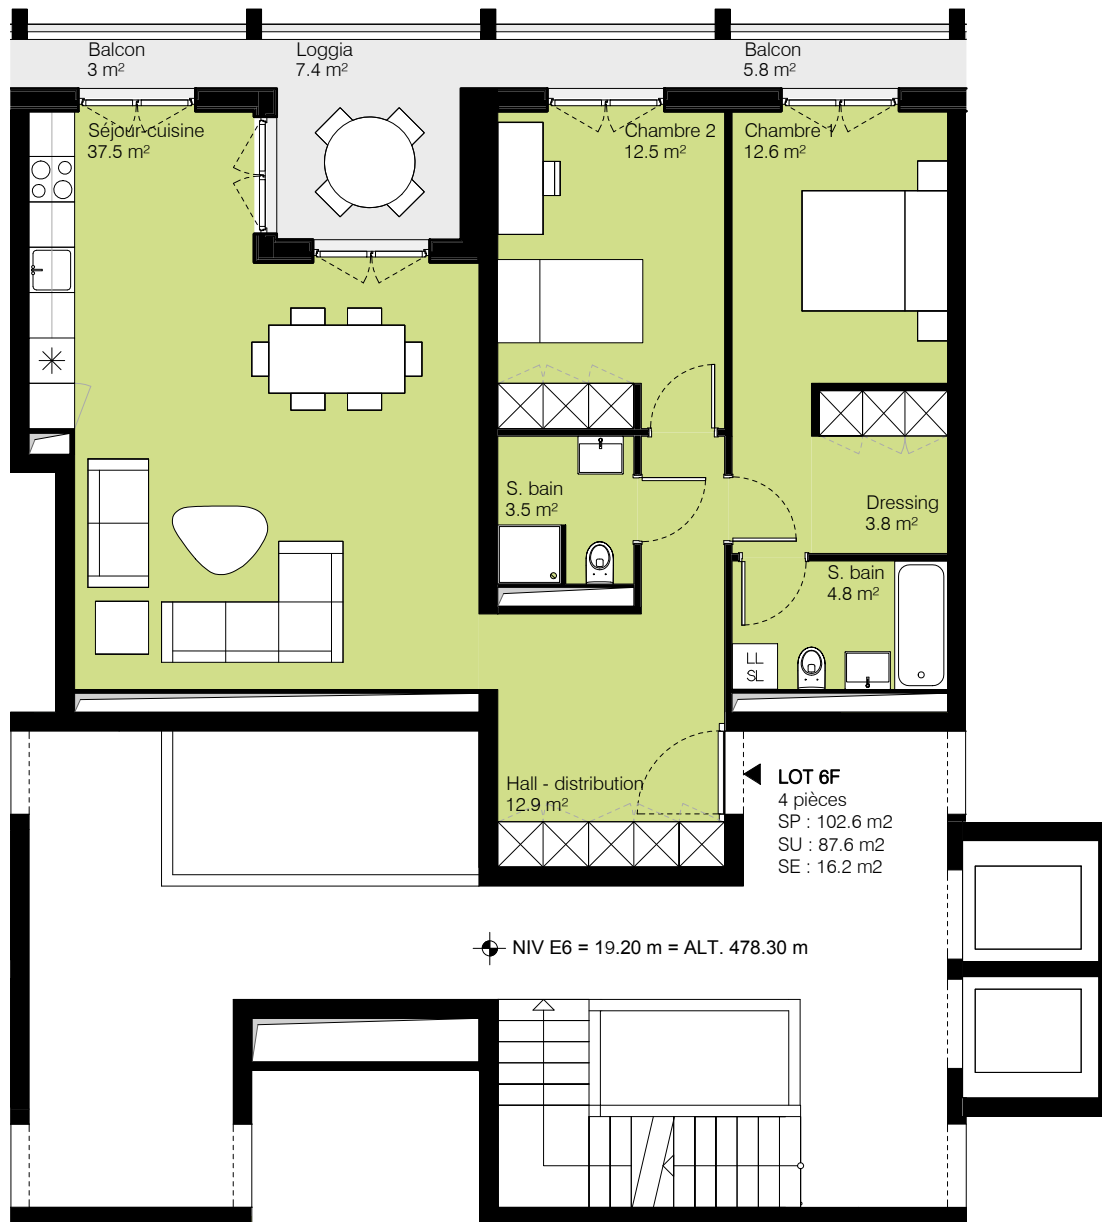 Balcon
3 m²
Loggia
7.4 m²
Balcon
5.8 m²
Séjour-cuisine
37.5 m²
Chambre 2
12.5 m²
Chambre 1
12.6 m²
S. bain
3.5 m²
Dressing
3.8 m²
S. bain
4.8 m²
LL
SL
Hall - distribution
12.9 m²
LOT 6F
4 pièces
SP : 102.6 m2
SU : 87.6 m2
SE : 16.2 m2
NIV E6 = 19.20 m = ALT. 478.30 m